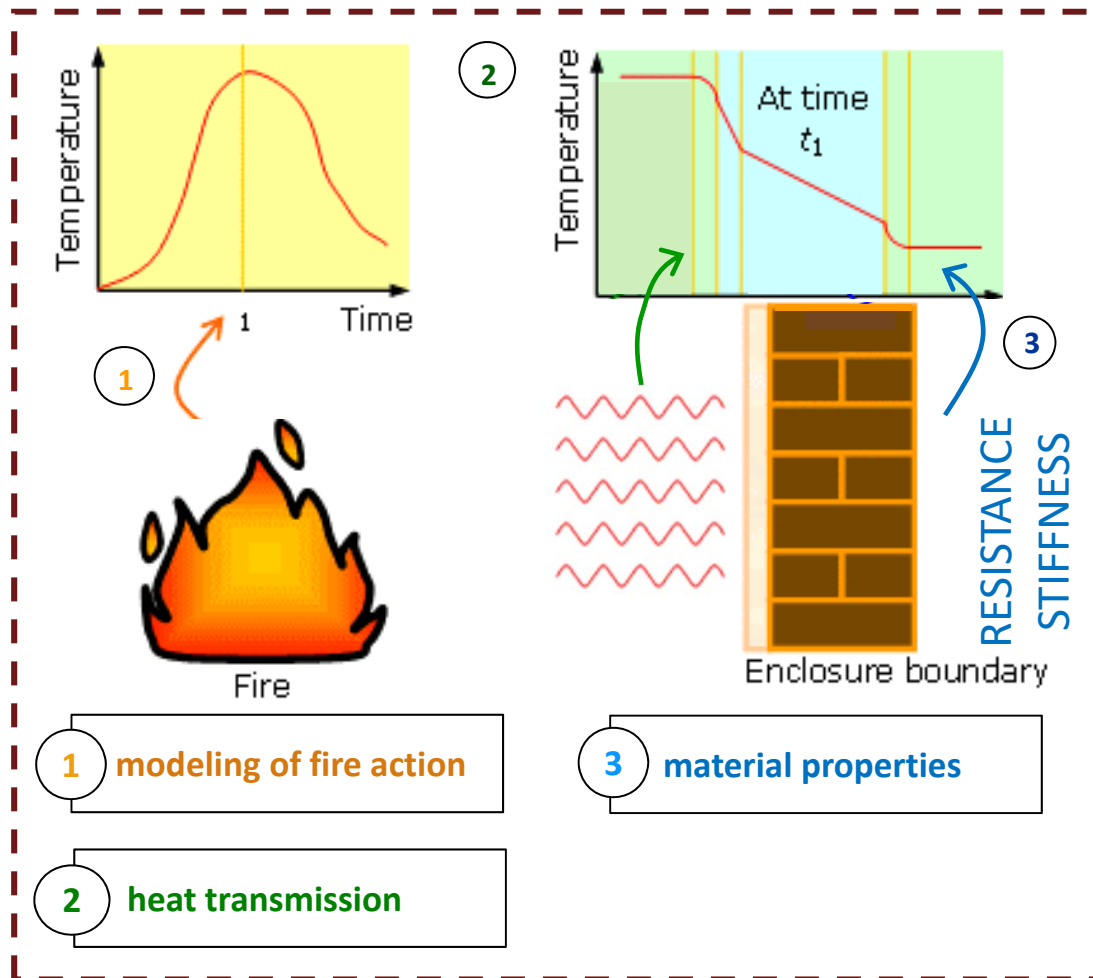 Temperature
1
Time
1
Fire
2
Temperature
At time
t1
3
RESISTANCE
STIFFNESS
Enclosure boundary
1 modeling of fire action
3 material properties
2 heat transmission